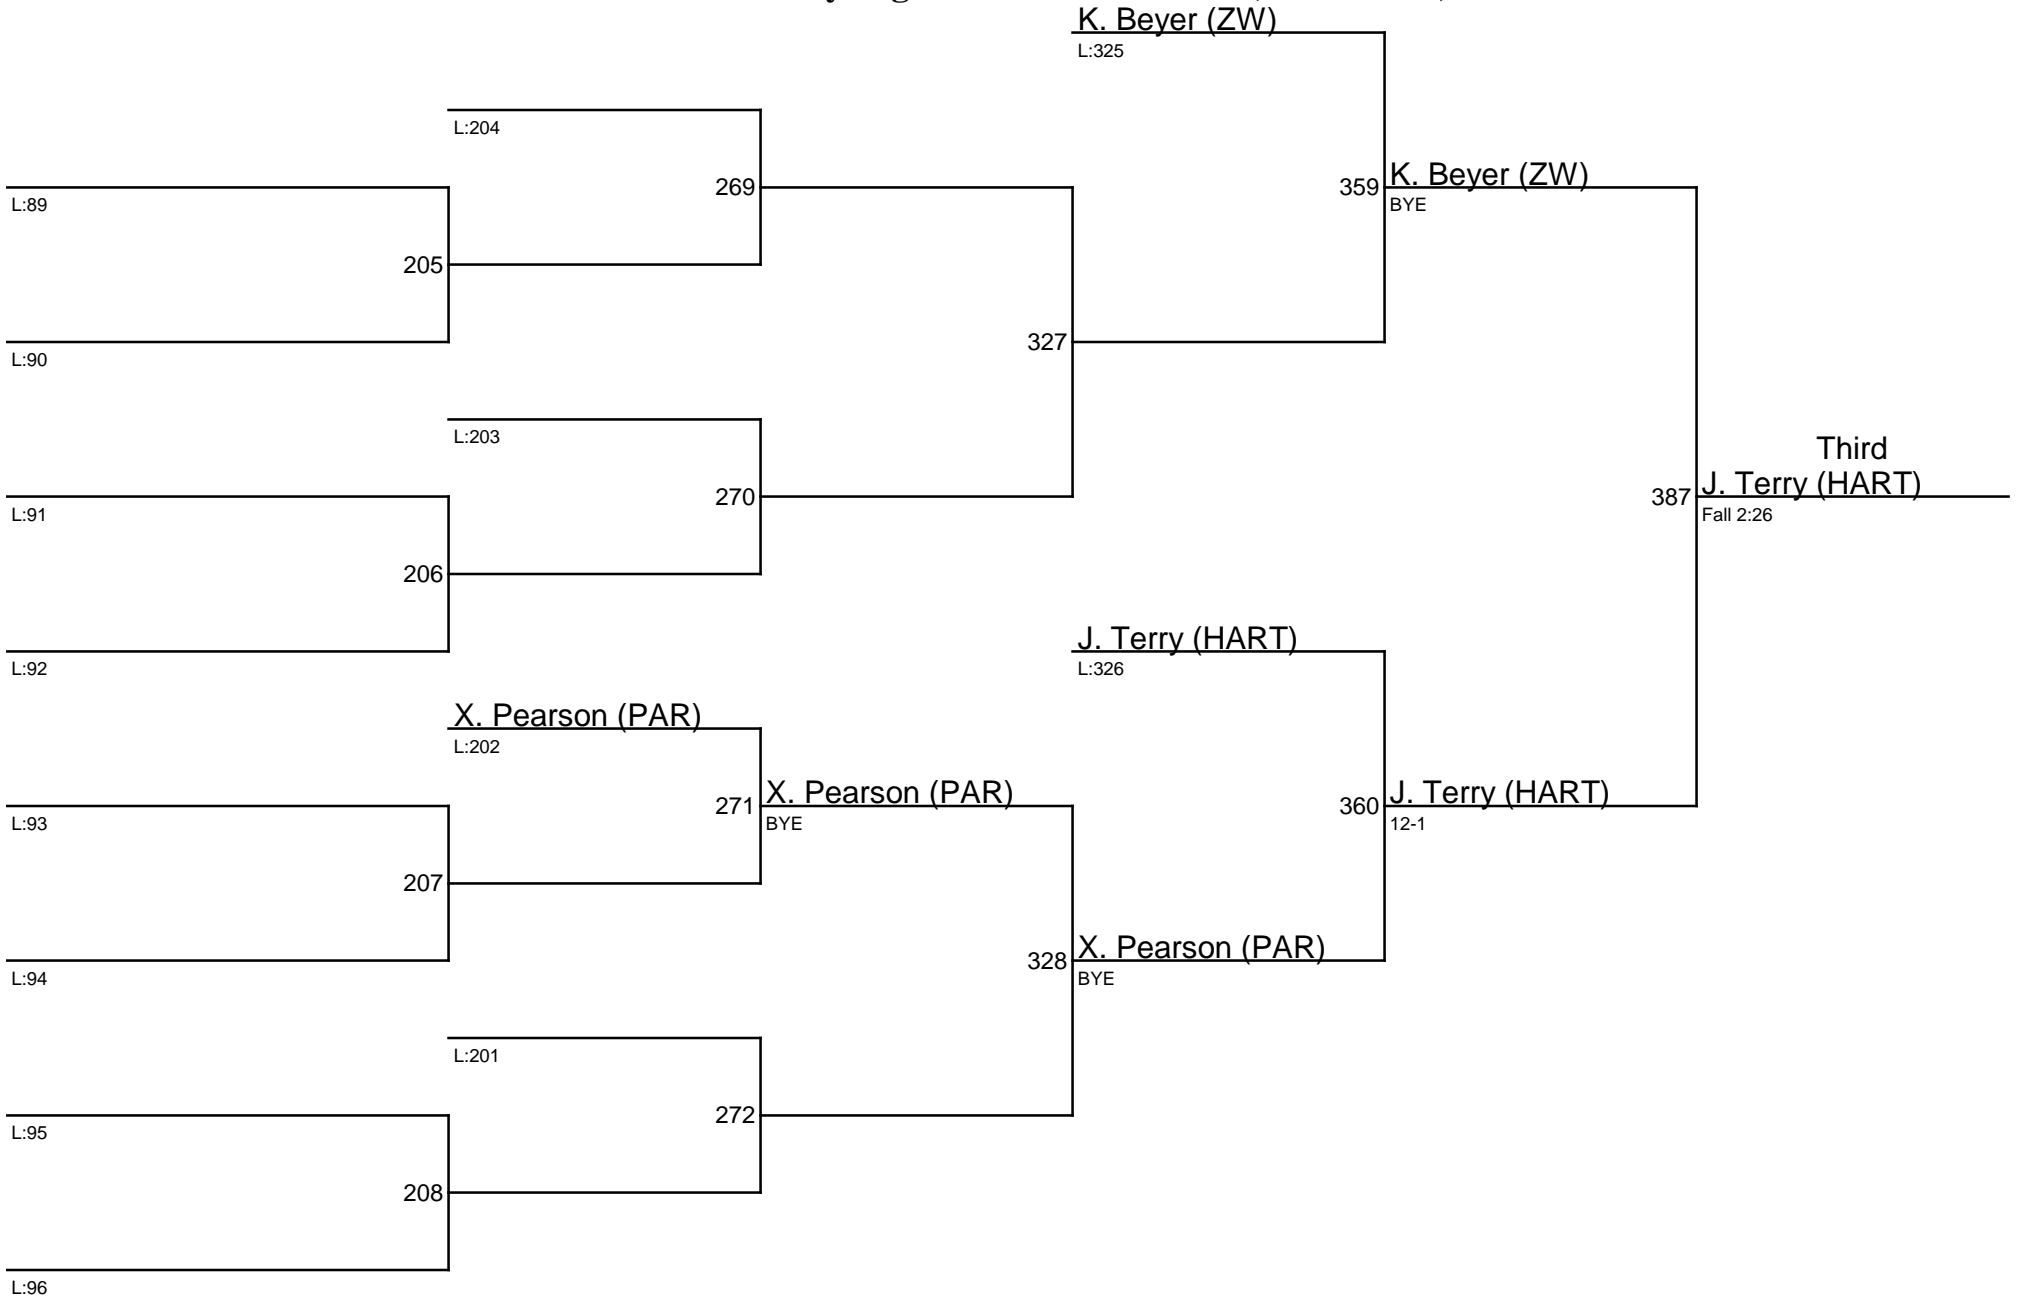 K. Beyer (ZW)
L:325
L:204
269
K. Beyer (ZW)
359
BYE
L:89
205
327
L:90
L:203
Third
270
387
J. Terry (HART)
Fall 2:26
L:91
206
J. Terry (HART)
L:326
L:92
X. Pearson (PAR)
L:202
271
X. Pearson (PAR)
BYE
360
J. Terry (HART)
12-1
L:93
207
328
X. Pearson (PAR)
BYE
L:94
L:201
272
L:95
208
L:96